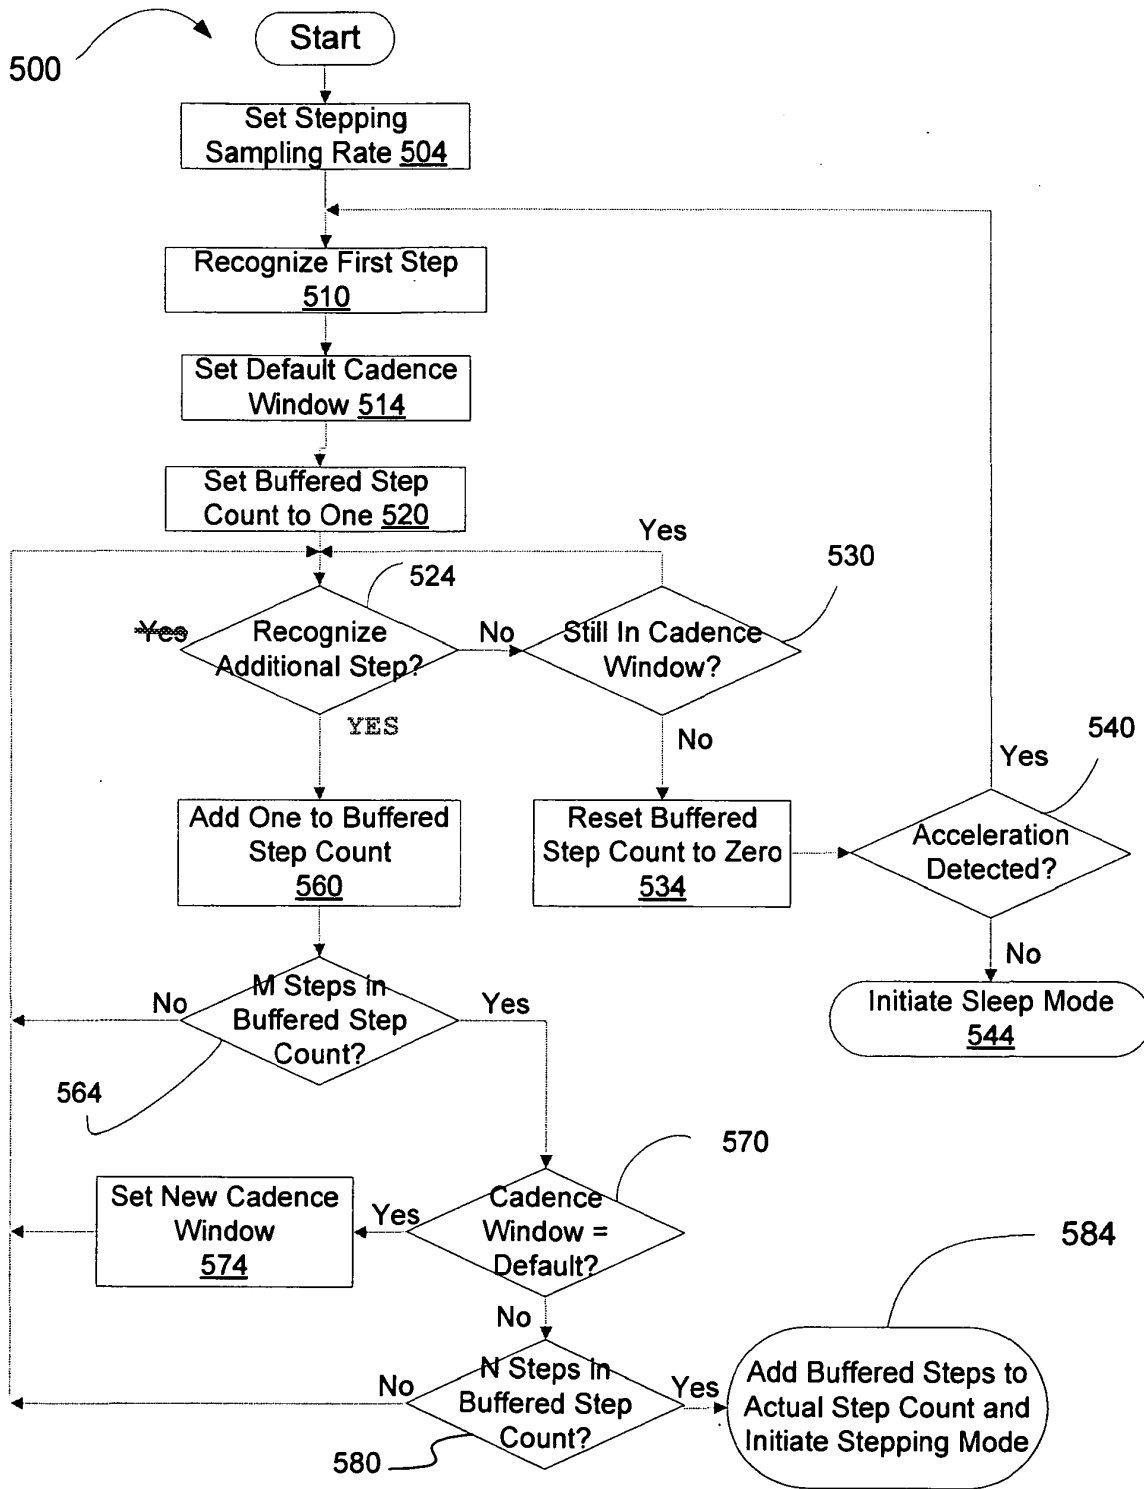 Start
500
Set Stepping
Sampling Rate 504
Recognize First Step
510
Set Default Cadence
Window 514
Set Buffered Step
Count to One 520
Yes
530
524
Yes
Recognize
Additional Step?
No
Still In Cadence
Window?
YES
No
540
Yes
Add One to Buffered
Step Count
560
Reset Buffered
Step Count to Zero
534
Acceleration
Detected?
No
M Steps in
Buffered Step
Count?
No
Yes
Initiate Sleep Mode
544
564
570
Set New Cadence
Window
574
Yes
Cadence
Window =
Default?
584
No
N Steps in
Buffered Step
Count?
No
Yes
Add Buffered Steps to
Actual Step Count and
Initiate Stepping Mode
580